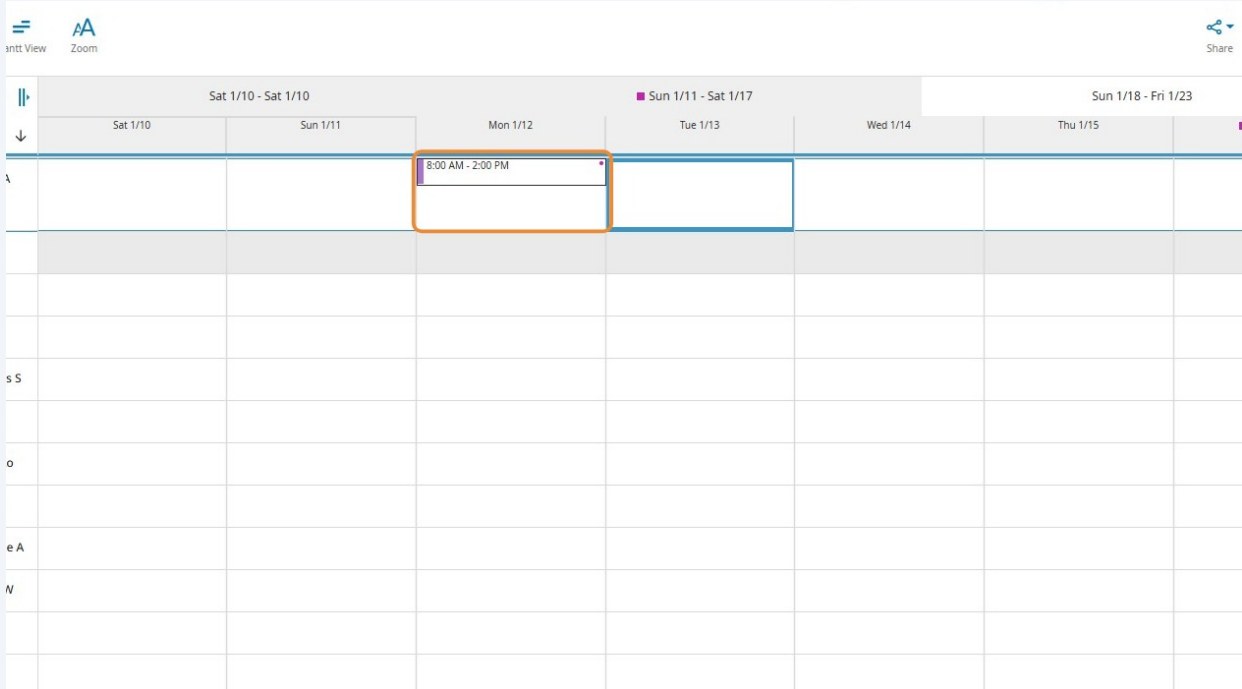 antt View
Zoom
Share
Sat 1/10 - Sat 1/10
Sun 1/11 - Sat 1/17
Sun 1/18 - Fri 1/23
Sat 1/10
Sun 1/11
Mon 1/12
Tue 1/13
Wed 1/14
Thu 1/15
A
8:00 AM - 2:00 PM
s S
o
e A
W